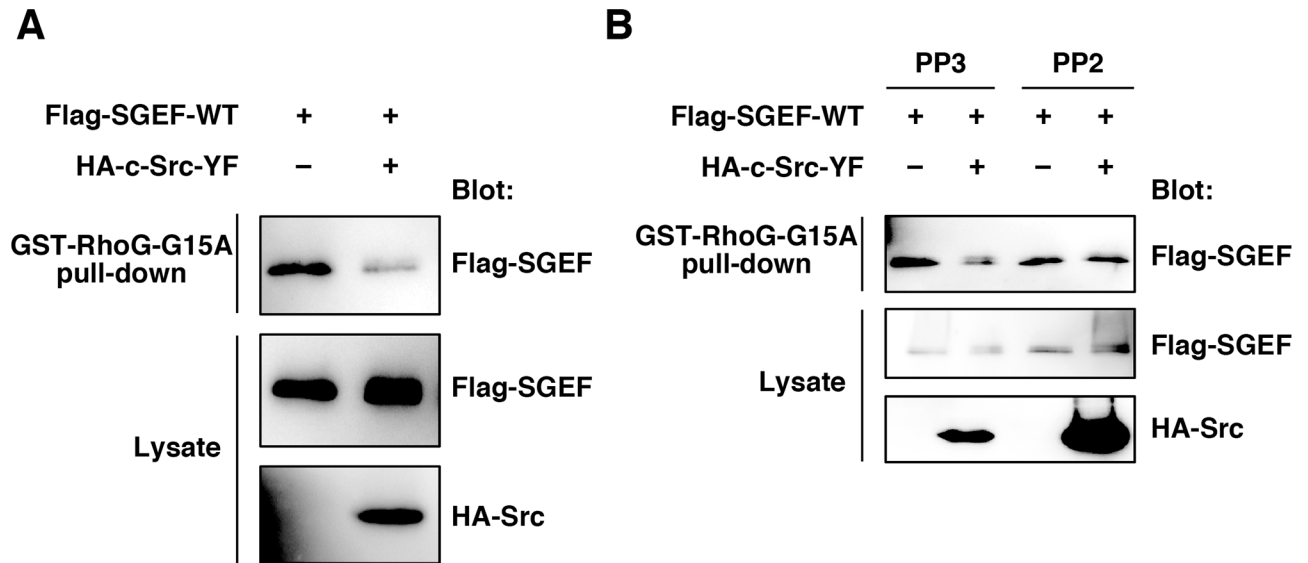 A
Flag-SGEF-WT + +
HA-c-Src-YF – +
Blot:
GST-RhoG-G15A
pull-down
Flag-SGEF
Lysate
Flag-SGEF
HA-Src
B
PP3 PP2
Flag-SGEF-WT + + + +
HA-c-Src-YF – + – +
Blot:
GST-RhoG-G15A
pull-down
Flag-SGEF
Lysate
Flag-SGEF
HA-Src